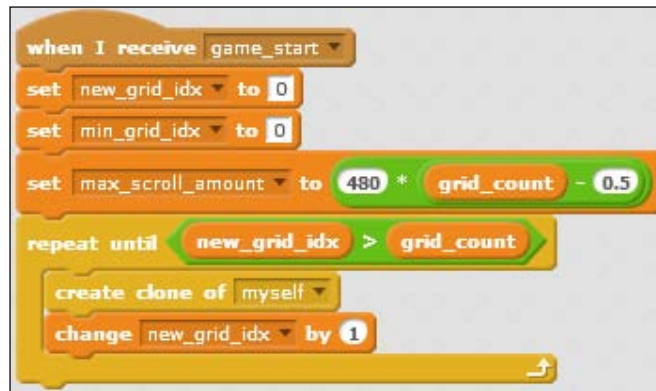 when I receive game_start
set new_grid_idx to 0
set min_grid_idx to 0
set max_scroll_amount to 480 * grid_count - 0.5
repeat until new_grid_idx > grid_count
create clone of myself
change new_grid_idx by 1